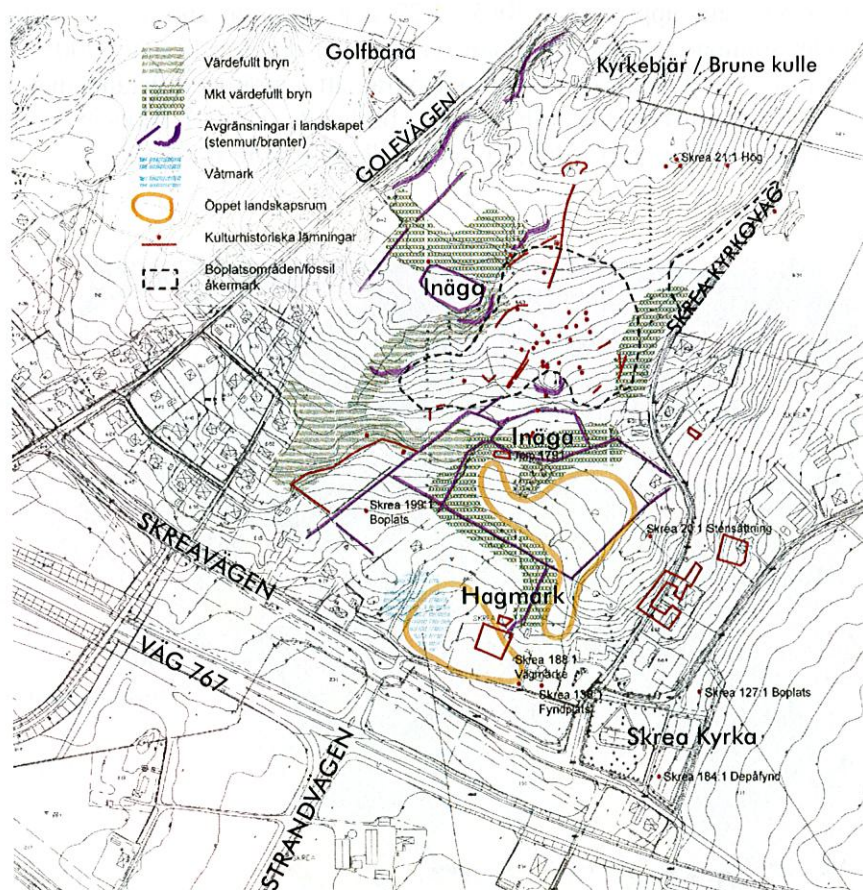 Värdefullt bryn
Mkt värdefullt bryn
Avgränsningar i landskapet
(stenmur/branter)
Våtmark
Öppet landskapsrum
Kulturhistoriska lämningar
Boplatsområden/fossil
åkermark
Golfbana
Kyrkebjär / Brune kulle
GOLFVÄGEN
Skrea 21:1 Hög
SKREA KYRKOVÄG
Inäga
Inäga
Skrea 199:1
Boplats
Skrea 20:1 Stensättning
SKREAVÄGEN
Hagmark
VÄG 767
Skrea 188:1
Vägmärke
Fyndplats
Skrea 127:1 Boplats
Skrea Kyrka
Skrea 184:1 Depåfynd
STRANDVÄGEN